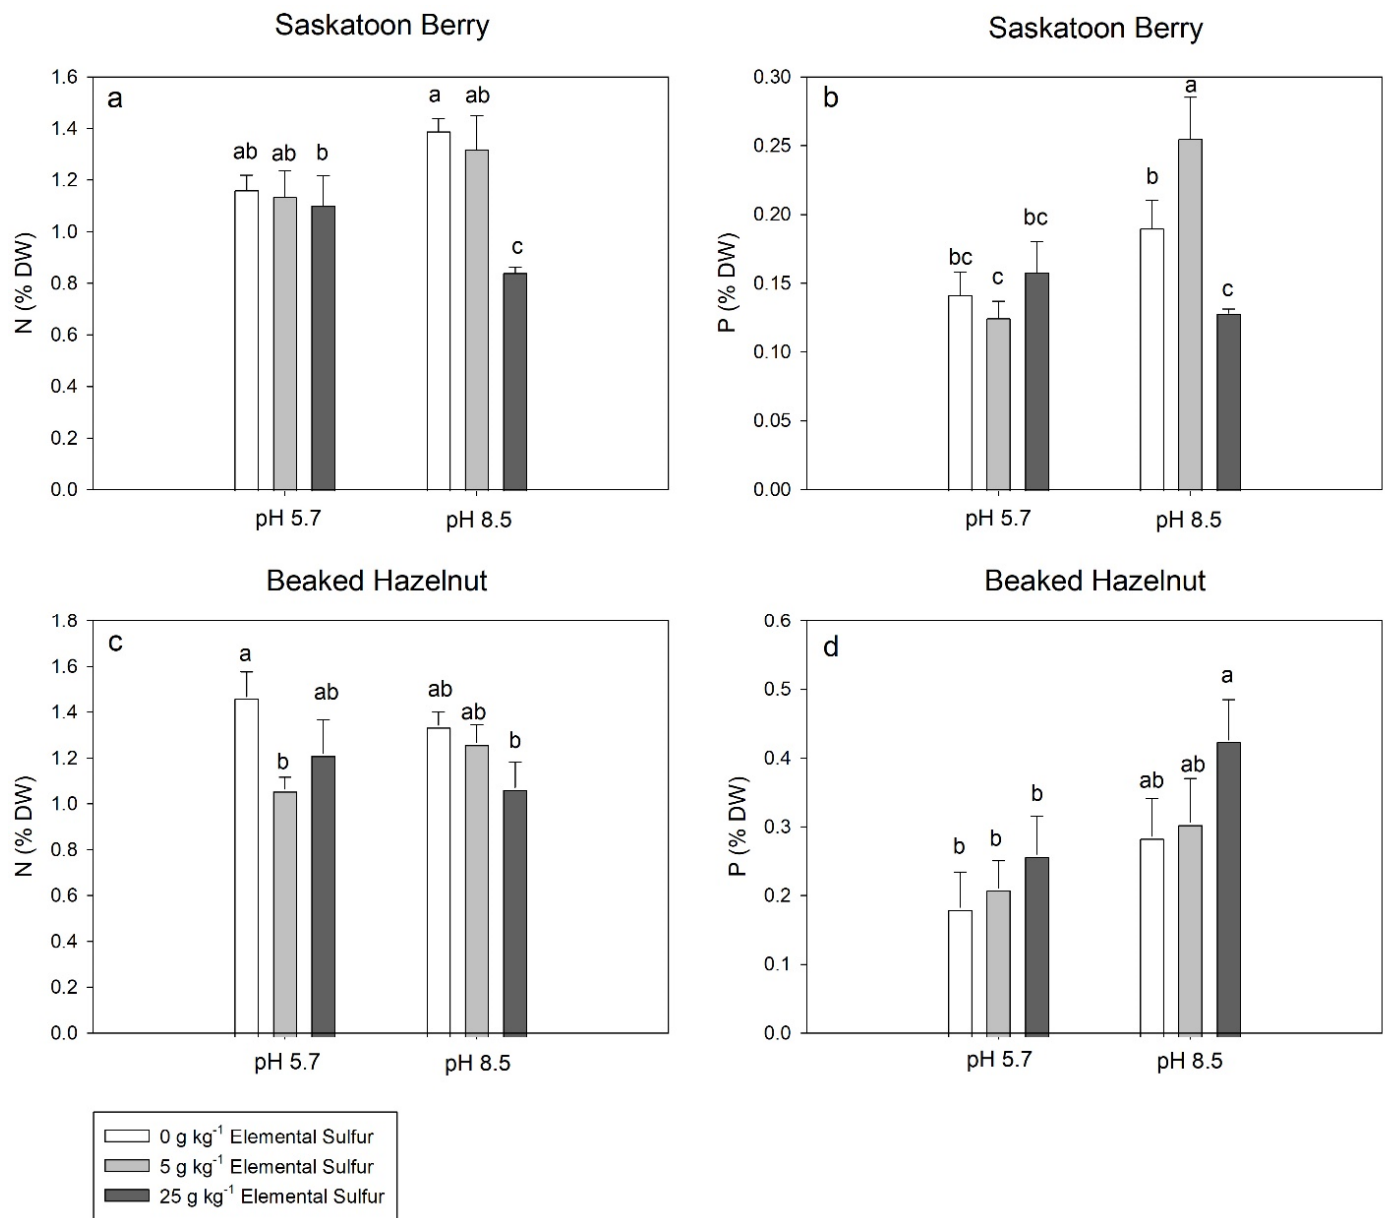 Saskatoon Berry
a
N (% DW)
1.6
1.4
1.2
1.0
0.8
0.6
0.4
0.2
0.0
ab ab b
a ab c
pH 5.7 pH 8.5
Saskatoon Berry
b
P (% DW)
0.30
0.25
0.20
0.15
0.10
0.05
0.00
bc c bc
b a c
pH 5.7 pH 8.5
Beaked Hazelnut
c
N (% DW)
1.8
1.6
1.4
1.2
1.0
0.8
0.6
0.4
0.2
0.0
a b ab
ab ab b
pH 5.7 pH 8.5
Beaked Hazelnut
d
P (% DW)
0.6
0.5
0.4
0.3
0.2
0.1
0.0
b b b
ab ab a
pH 5.7 pH 8.5
0 g kg⁻¹ Elemental Sulfur
5 g kg⁻¹ Elemental Sulfur
25 g kg⁻¹ Elemental Sulfur